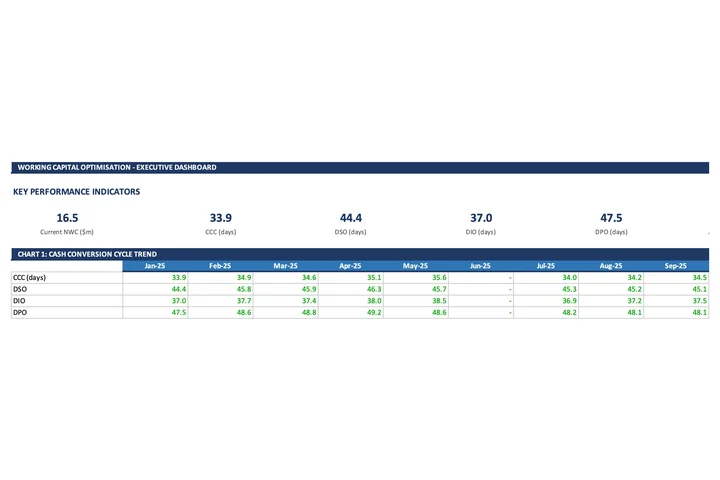 WORKING CAPITAL OPTIMISATION - EXECUTIVE DASHBOARD
KEY PERFORMANCE INDICATORS
16.5 33.9 44.4 37.0 47.5
Current NWC ($m) CCC (days) DSO (days) DIO (days) DPO (days)
CHART 1: CASH CONVERSION CYCLE TREND
Jan-25 Feb-25 Mar-25 Apr-25 May-25 Jun-25 Jul-25 Aug-25 Sep-25
CCC (days) 33.9 34.9 34.6 35.1 35.6 - 34.0 34.2 34.5
DSO 44.4 45.8 45.9 46.3 45.7 - 45.3 45.2 45.1
DIO 37.0 37.7 37.4 38.0 38.5 - 36.9 37.2 37.5
DPO 47.5 48.6 48.8 49.2 48.6 - 48.2 48.1 48.1